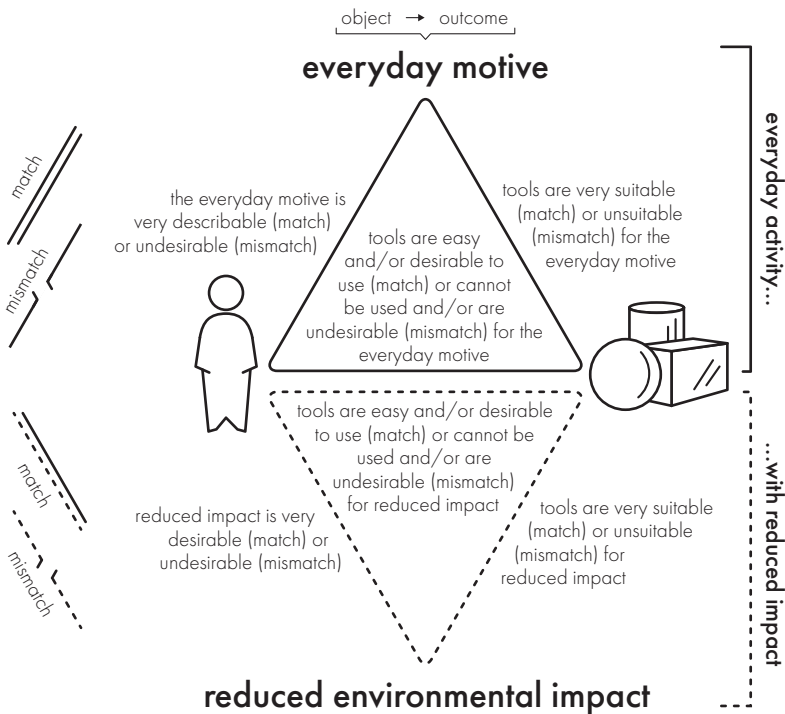 object → outcome
everyday motive
match
mismatch
the everyday motive is
very describable (match)
or undesirable (mismatch)
tools are easy
and/or desirable to
use (match) or cannot
be used and/or are
undesirable (mismatch) for the
everyday motive
tools are very suitable
(match) or unsuitable
(mismatch) for the
everyday motive
everyday activity...
match
mismatch
reduced impact is very
desirable (match) or
undesirable (mismatch)
tools are easy and/or desirable
to use (match) or cannot be
used and/or are
undesirable (mismatch)
for reduced impact
tools are very suitable
(match) or unsuitable
(mismatch) for
reduced impact
....with reduced impact
reduced environmental impact